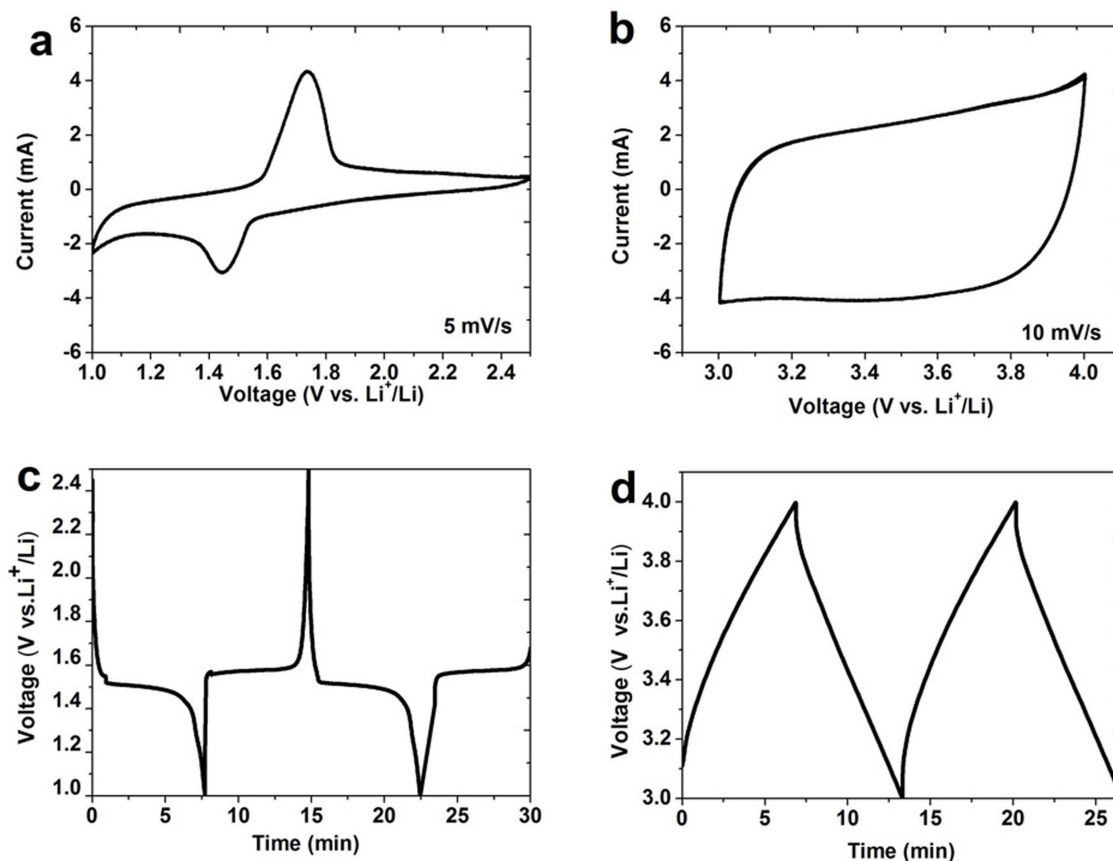 a
6
4
2
0
-2
-4
-6
Current (mA)
5 mV/s
1.0 1.2 1.4 1.6 1.8 2.0 2.2 2.4
Voltage (V vs. Li⁺/Li)
b
6
4
2
0
-2
-4
-6
Current (mA)
10 mV/s
3.0 3.2 3.4 3.6 3.8 4.0
Voltage (V vs. Li⁺/Li)
c
2.4
2.0
1.8
1.6
1.4
1.2
1.0
Voltage (V vs.Li⁺/Li)
0 5 10 15 20 25 30
Time (min)
d
4.0
3.8
3.6
3.4
3.2
3.0
Voltage (V vs.Li⁺/Li)
0 5 10 15 20 25
Time (min)